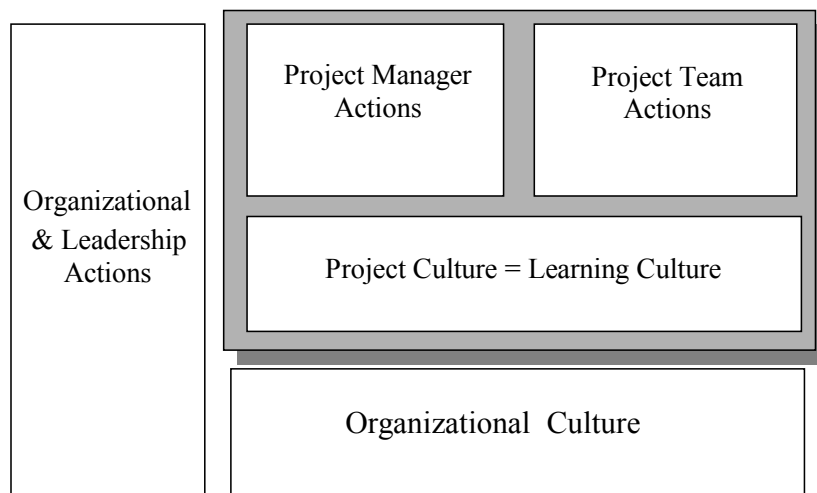 Organizational
& Leadership
Actions
Project Manager
Actions
Project Team
Actions
Project Culture = Learning Culture
Organizational Culture